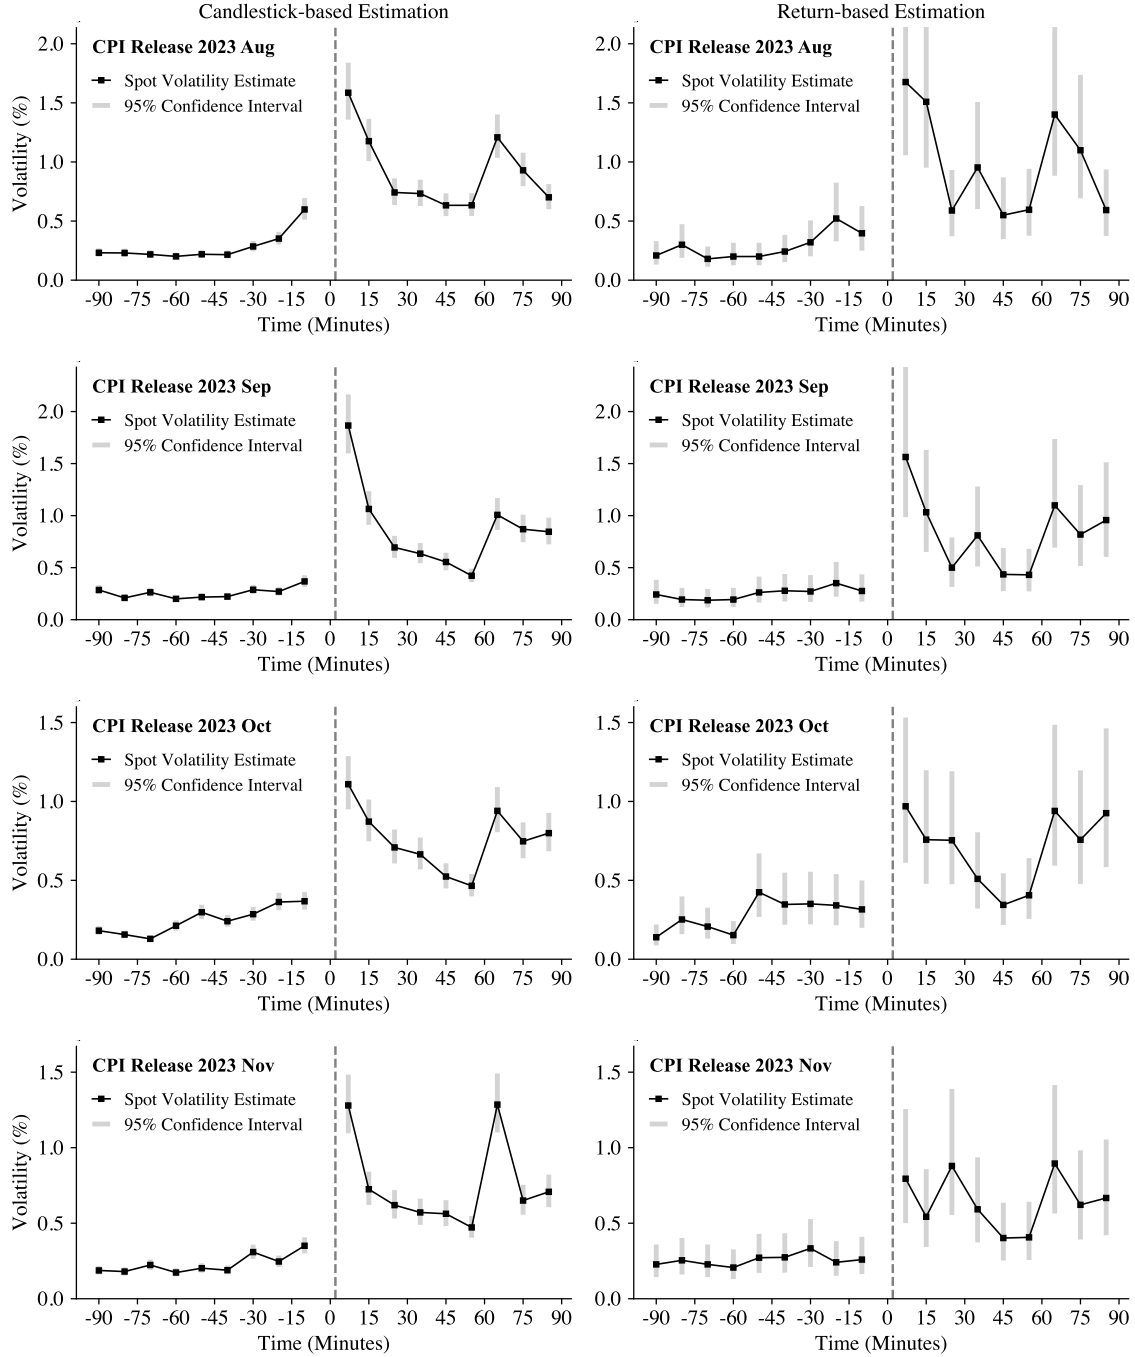 Candlestick-based Estimation
Return-based Estimation
CPI Release 2023 Aug
Spot Volatility Estimate
95% Confidence Interval
Volatility (%)
2.0
1.5
1.0
0.5
0.0
-90 -75 -60 -45 -30 -15 0 15 30 45 60 75 90
Time (Minutes)
CPI Release 2023 Aug
Spot Volatility Estimate
95% Confidence Interval
2.0
1.5
1.0
0.5
0.0
-90 -75 -60 -45 -30 -15 0 15 30 45 60 75 90
Time (Minutes)
CPI Release 2023 Sep
Spot Volatility Estimate
95% Confidence Interval
Volatility (%)
2.0
1.5
1.0
0.5
0.0
-90 -75 -60 -45 -30 -15 0 15 30 45 60 75 90
Time (Minutes)
CPI Release 2023 Sep
Spot Volatility Estimate
95% Confidence Interval
2.0
1.5
1.0
0.5
0.0
-90 -75 -60 -45 -30 -15 0 15 30 45 60 75 90
Time (Minutes)
CPI Release 2023 Oct
Spot Volatility Estimate
95% Confidence Interval
Volatility (%)
1.5
1.0
0.5
0.0
-90 -75 -60 -45 -30 -15 0 15 30 45 60 75 90
Time (Minutes)
CPI Release 2023 Oct
Spot Volatility Estimate
95% Confidence Interval
1.5
1.0
0.5
0.0
-90 -75 -60 -45 -30 -15 0 15 30 45 60 75 90
Time (Minutes)
CPI Release 2023 Nov
Spot Volatility Estimate
95% Confidence Interval
Volatility (%)
1.5
1.0
0.5
0.0
-90 -75 -60 -45 -30 -15 0 15 30 45 60 75 90
Time (Minutes)
CPI Release 2023 Nov
Spot Volatility Estimate
95% Confidence Interval
1.5
1.0
0.5
0.0
-90 -75 -60 -45 -30 -15 0 15 30 45 60 75 90
Time (Minutes)